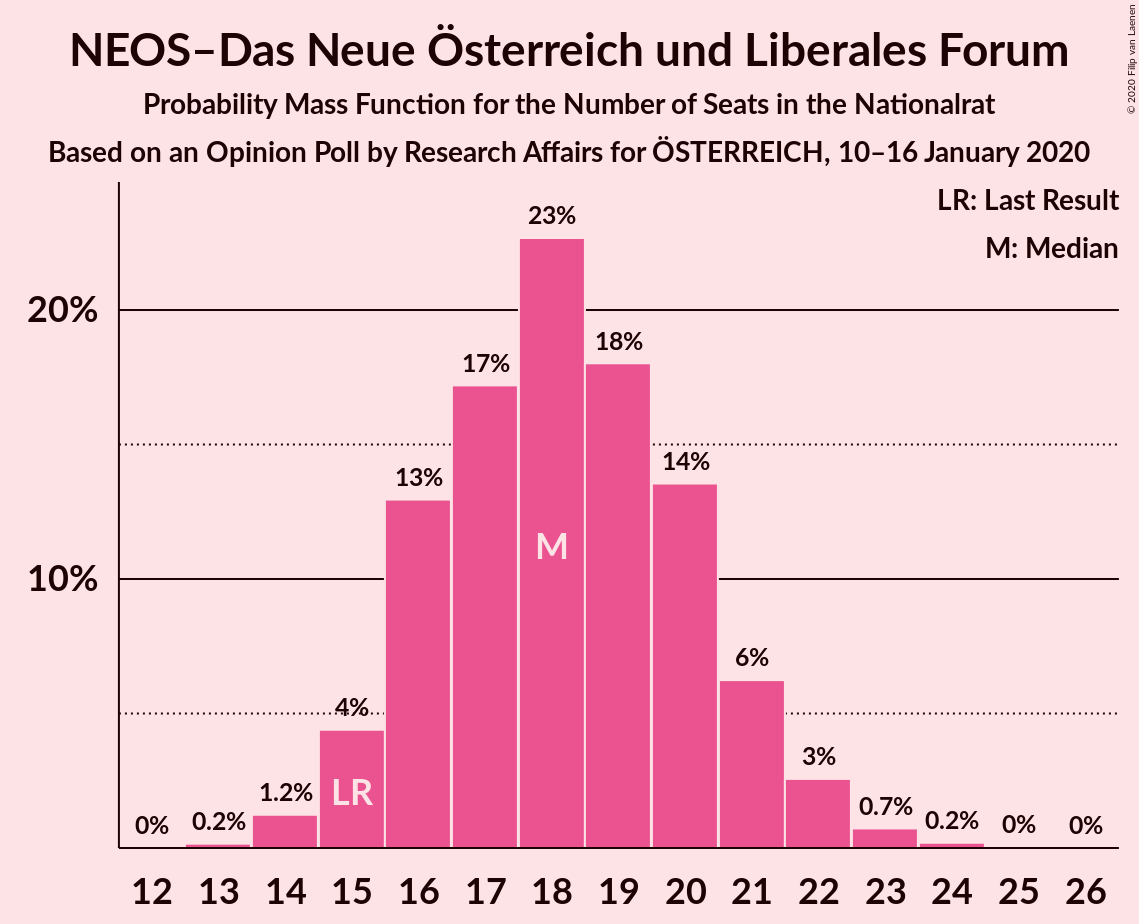 NEOS–Das Neue Österreich und Liberales Forum
Probability Mass Function for the Number of Seats in the Nationalrat
Based on an Opinion Poll by Research Affairs for ÖSTERREICH, 10–16 January 2020
© 2020 Filip van Laenen
LR: Last Result
M: Median
20%
10%
0%
0.2%
1.2%
4%
13%
17%
23%
18%
14%
6%
3%
0.7%
0.2%
0%
0%
LR
M
12 13 14 15 16 17 18 19 20 21 22 23 24 25 26